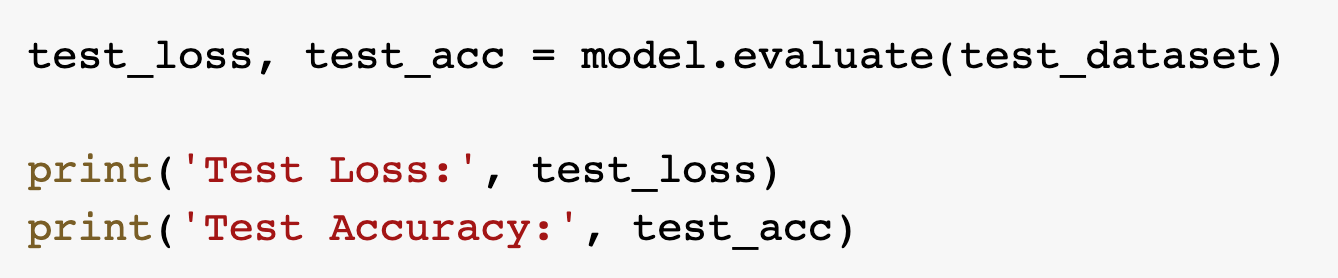 test_loss, test_acc = model.evaluate(test_dataset)
print('Test Loss:', test_loss)
print('Test Accuracy:', test_acc)